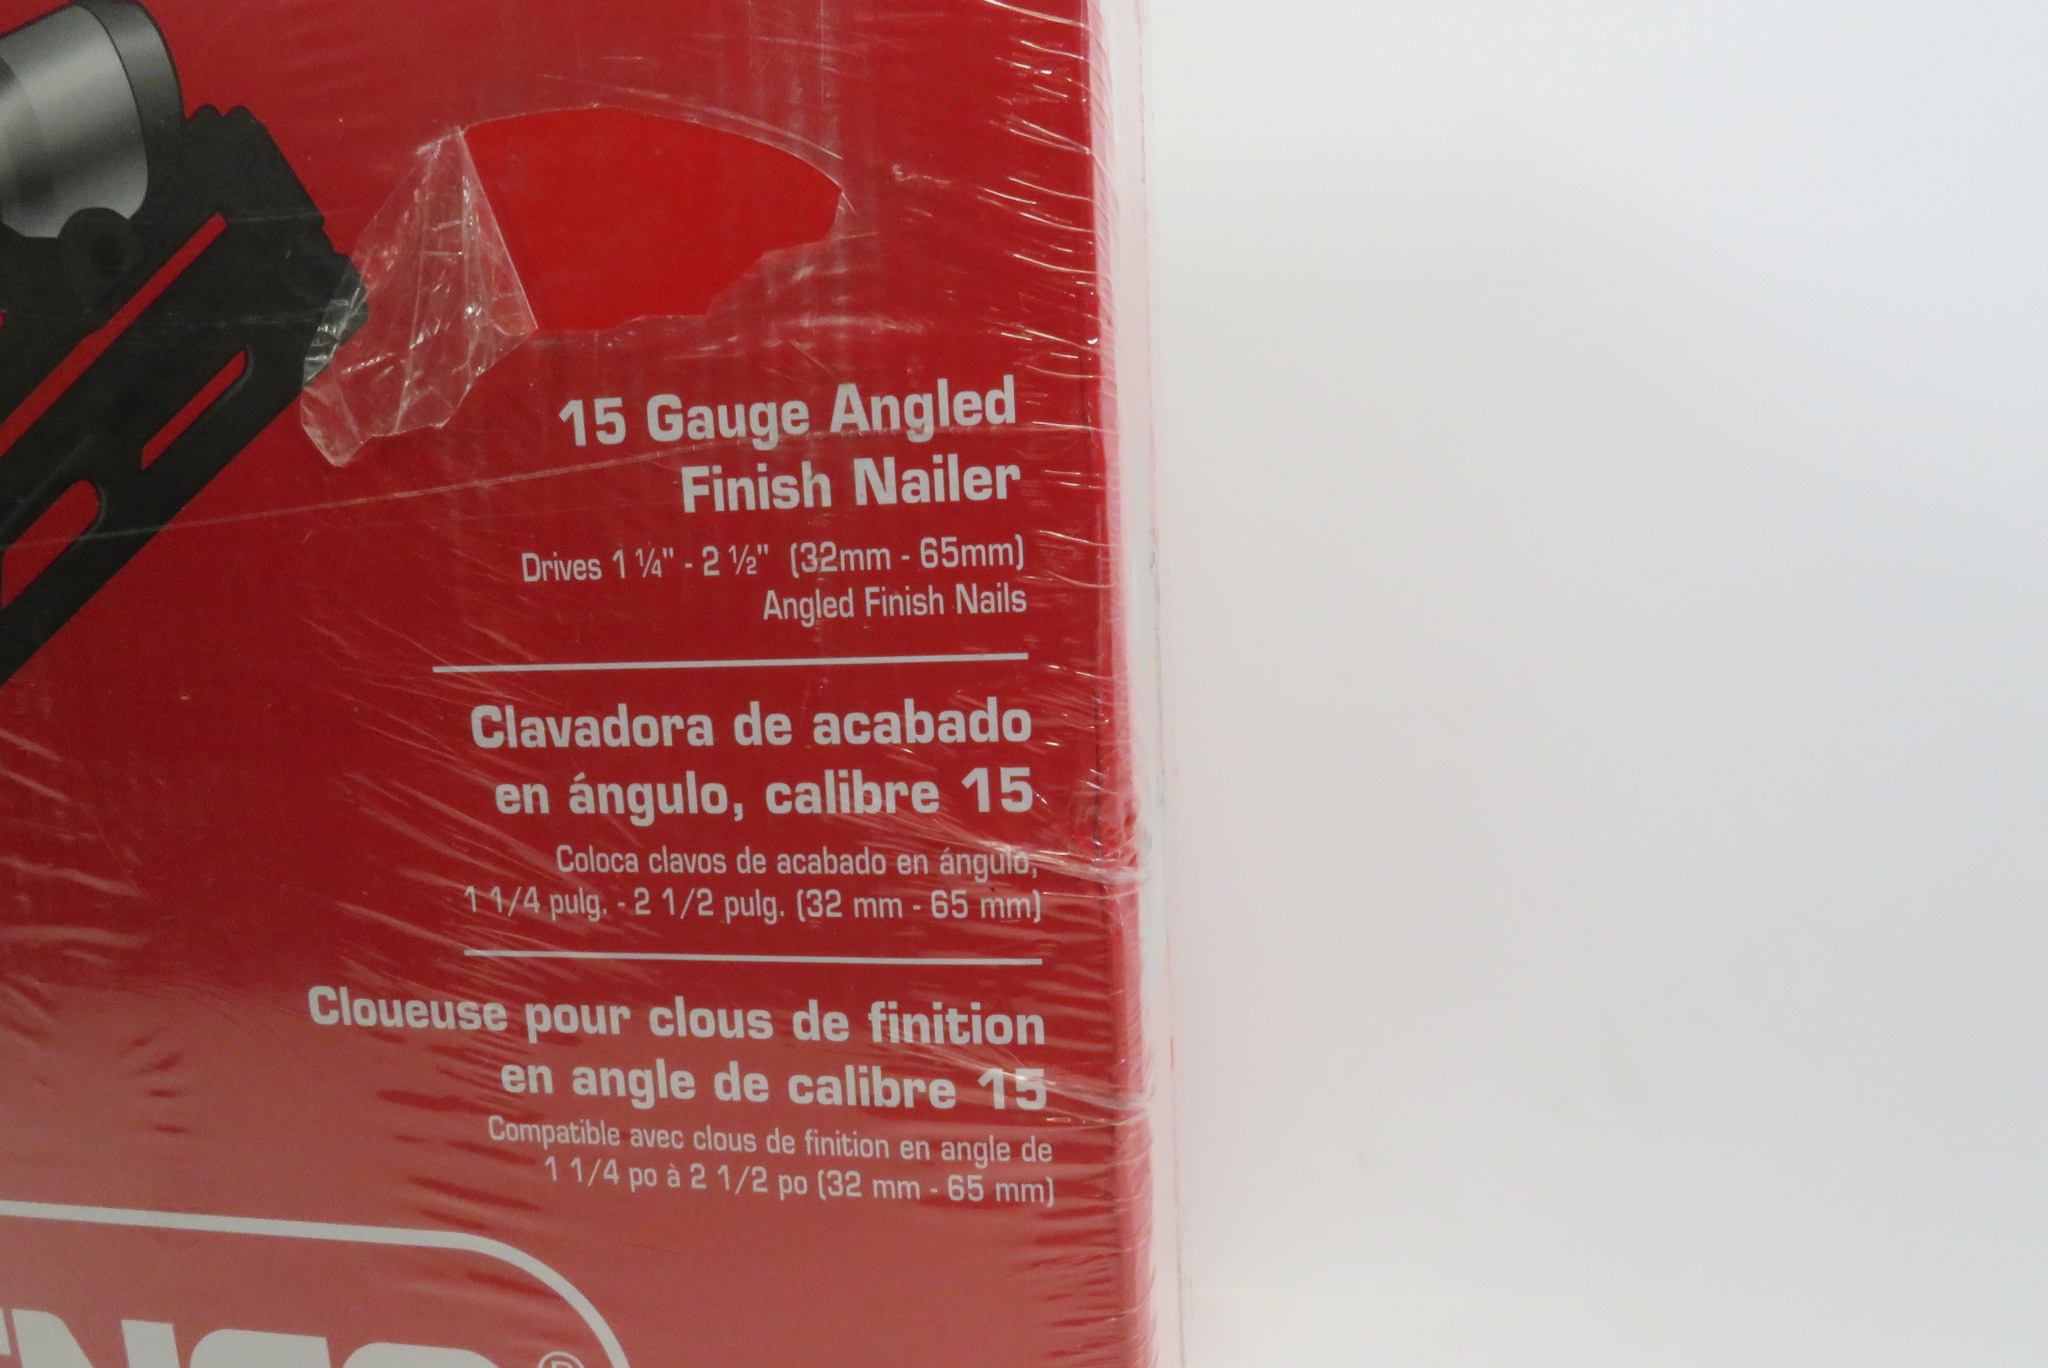 15 Gauge Angled
Finish Nailer
Drives 1 ¼" - 2 ½" (32mm - 65mm)
Angled Finish Nails
Clavadora de acabado
en ángulo, calibre 15
Coloca clavos de acabado en ángulo,
1 1/4 pulg. - 2 1/2 pulg. (32 mm - 65 mm)
Cloueuse pour clous de finition
en angle de calibre 15
Compatible avec clous de finition en angle de
1 1/4 po à 2 1/2 po (32 mm - 65 mm)